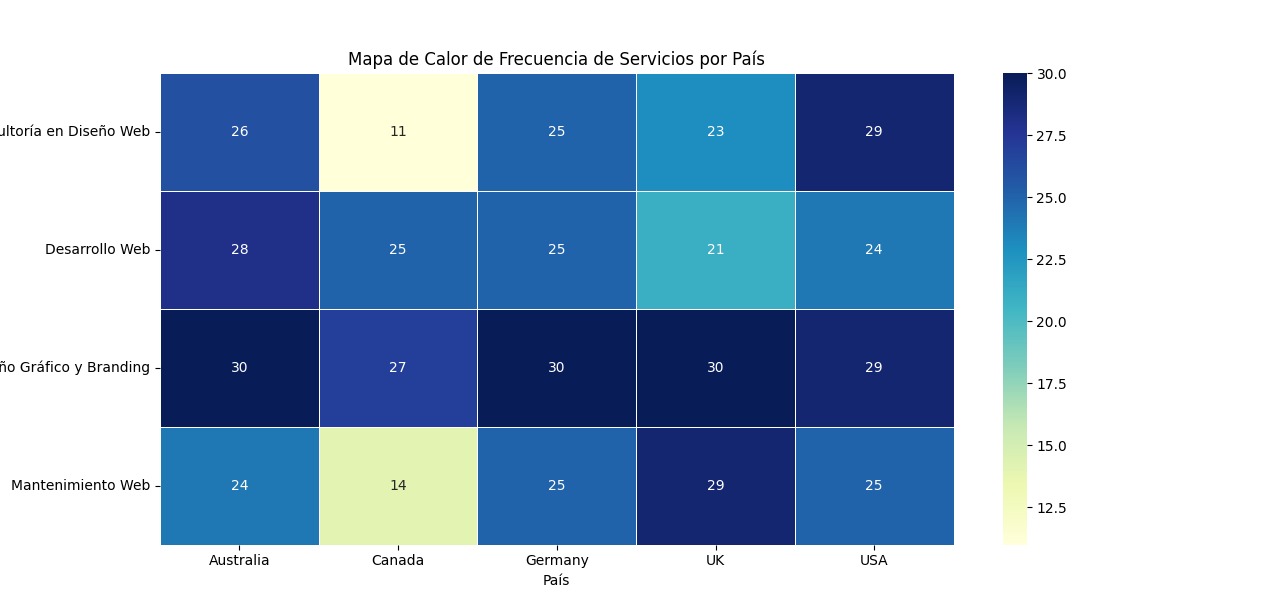 Mapa de Calor de Frecuencia de Servicios por País
ultoría en Diseño Web
26 11 25 23 29
Desarrollo Web
28 25 25 21 24
ño Gráfico y Branding
30 27 30 30 29
Mantenimiento Web
24 14 25 29 25
Australia Canada Germany UK USA
País
30.0
27.5
25.0
22.5
20.0
17.5
15.0
12.5